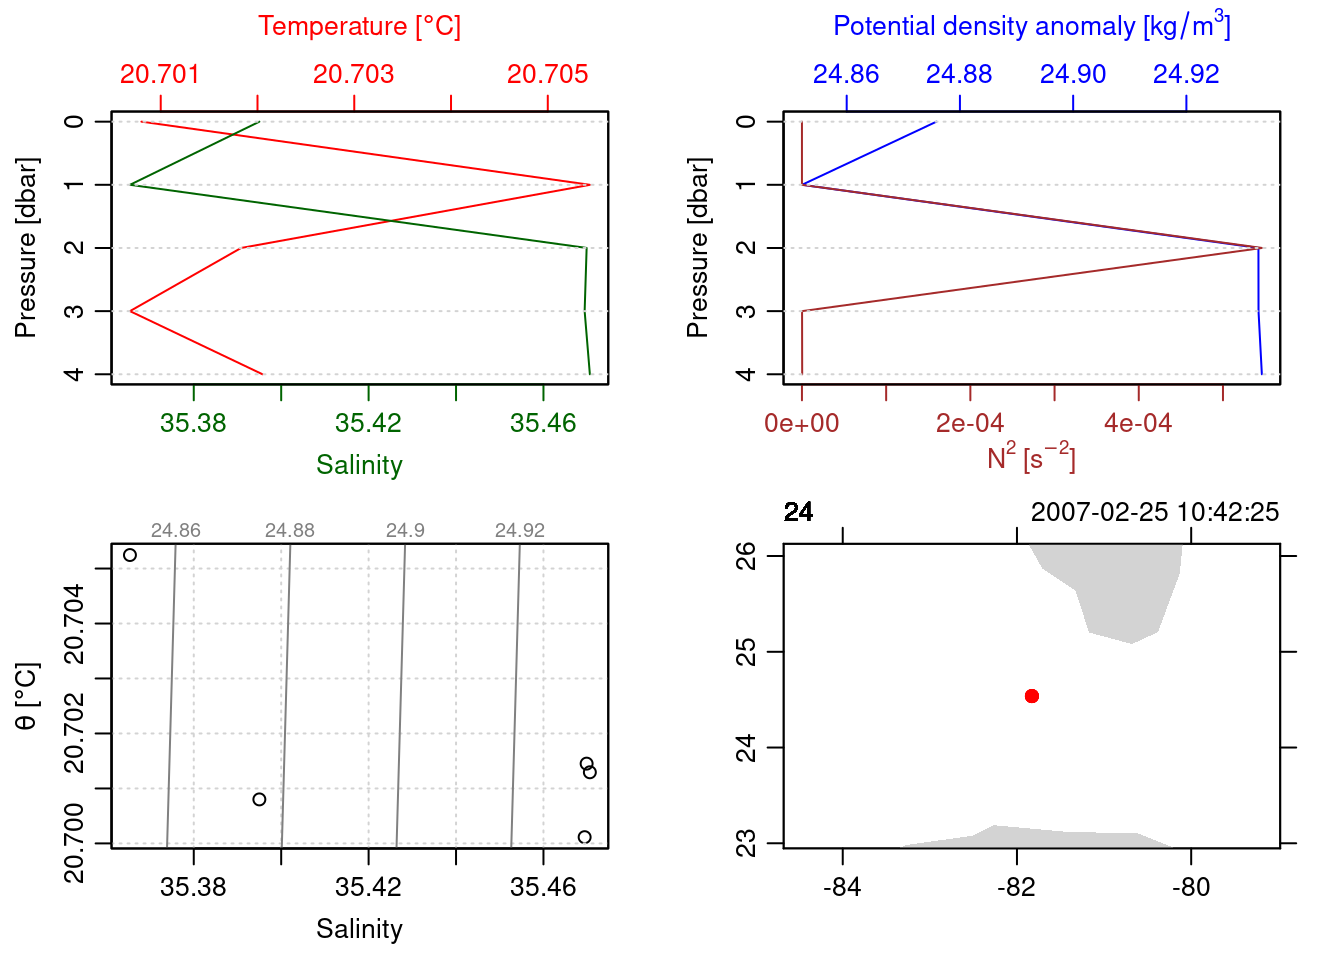 Temperature [°C]
20.701 20.703 20.705
Pressure [dbar]
0
1
2
3
4
35.38 35.42 35.46
Salinity
Potential density anomaly [kg/m³]
24.86 24.88 24.90 24.92
Pressure [dbar]
0
1
2
3
4
0e+00 2e-04 4e-04
N² [s⁻²]
24.86 24.88 24.9 24.92
θ [°C]
20.704
20.702
20.700
35.38 35.42 35.46
Salinity
24 2007-02-25 10:42:25
26
25
24
23
-84 -82 -80